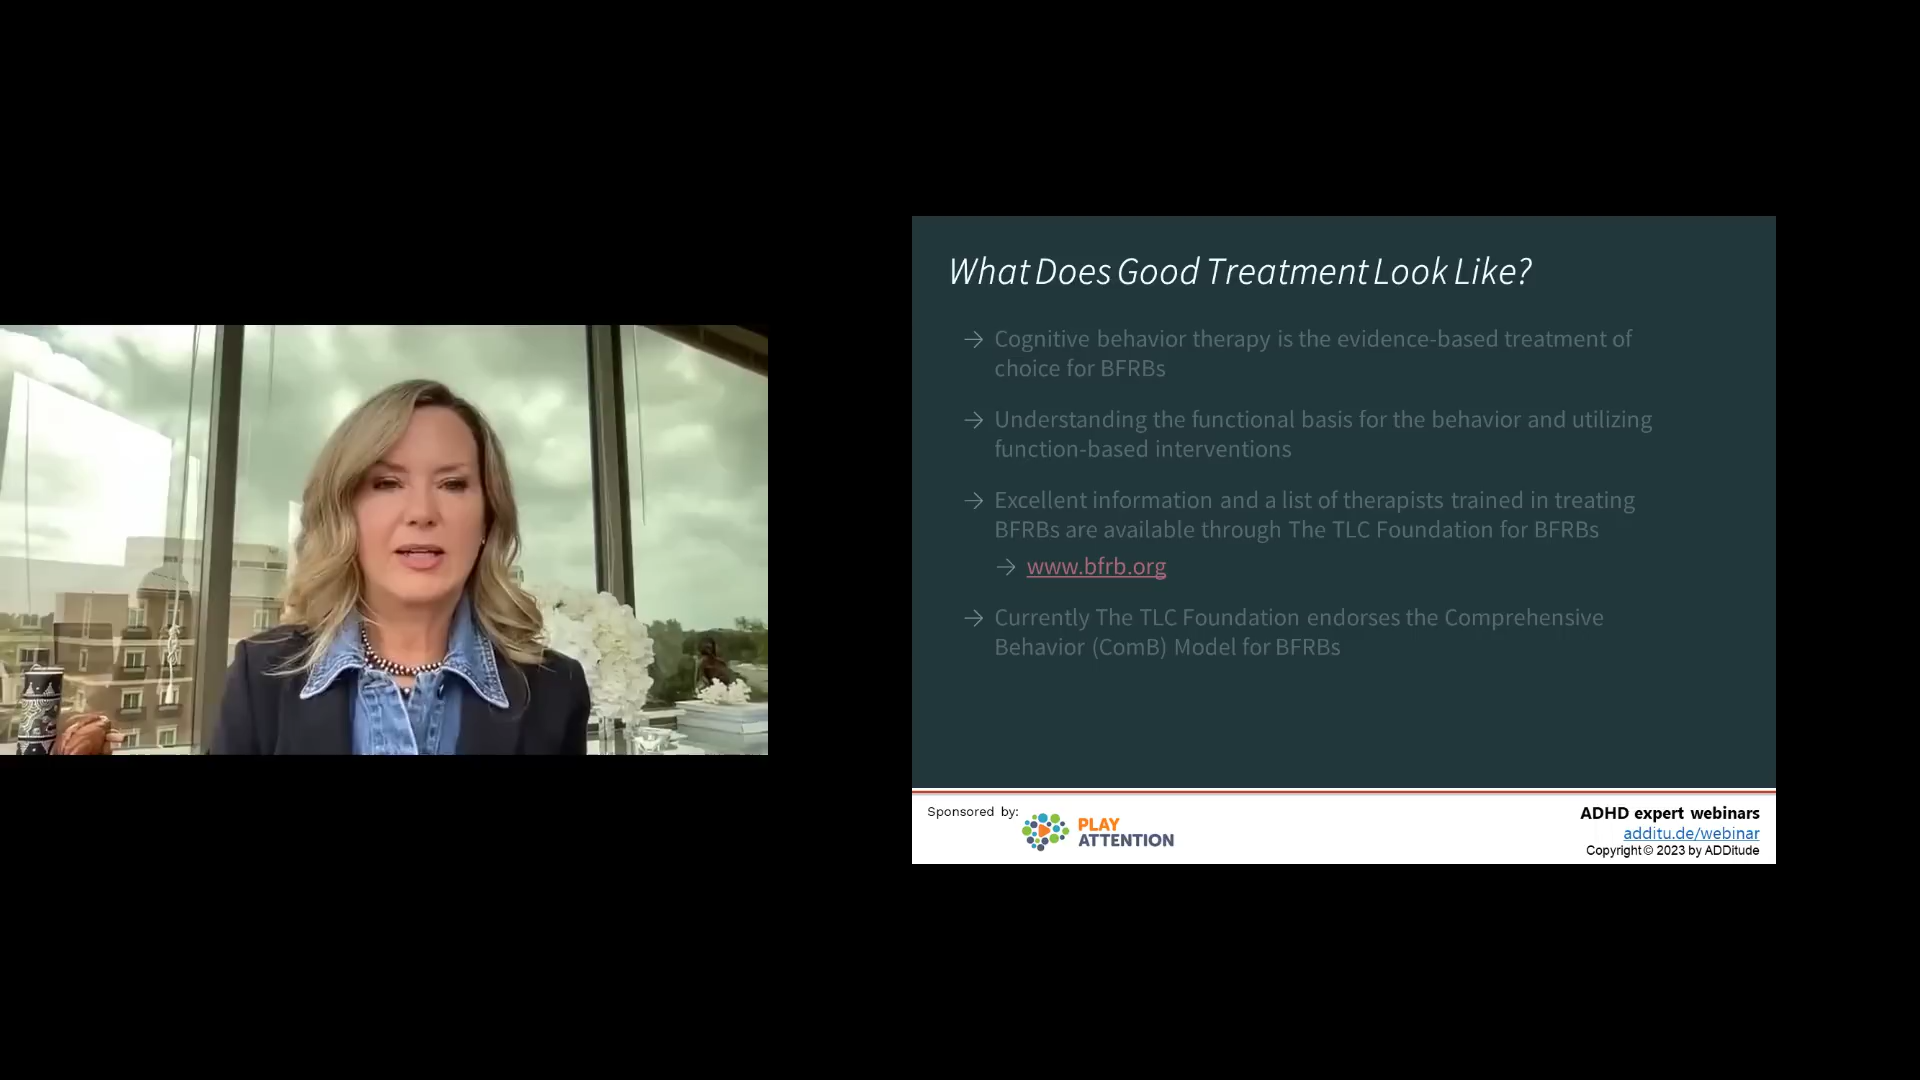 What Does Good Treatment Look Like?
→ Cognitive behavior therapy is the evidence-based treatment of
choice for BFRBs
→ Understanding the functional basis for the behavior and utilizing
function-based interventions
→ Excellent information and a list of therapists trained in treating
BFRBs are available through The TLC Foundation for BFRBs
→ www.bfrb.org
→ Currently The TLC Foundation endorses the Comprehensive
Behavior (ComB) Model for BFRBs
Sponsored by:
PLAY
ATTENTION
ADHD expert webinars
additu.de/webinar
Copyright © 2023 by ADDitude